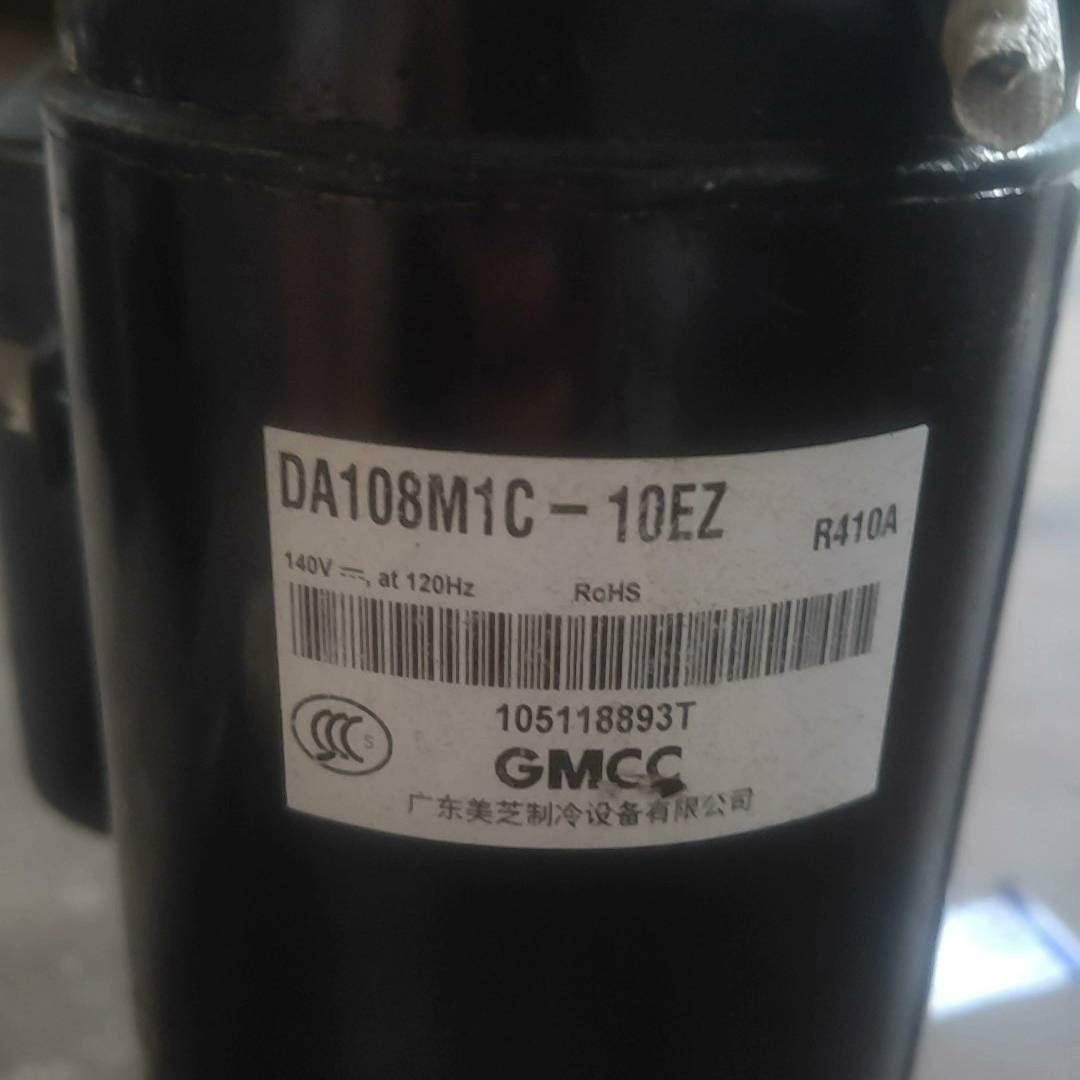 DA108M1C-10EZ R410A
140V ⎓, at 120Hz RoHS
105118893T
CCC S
GMCC
广东美芝制冷设备有限公司